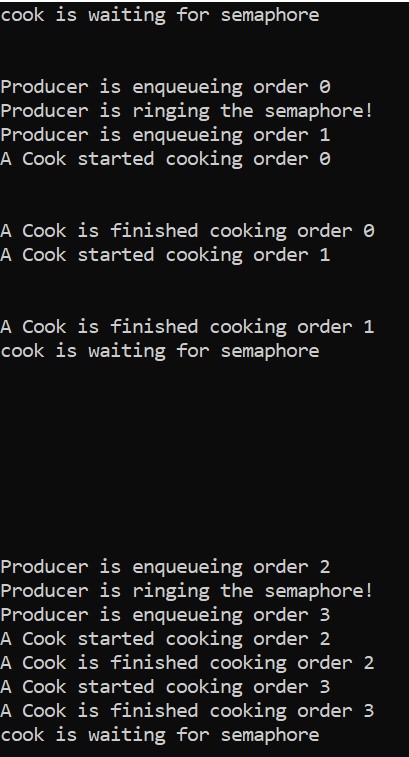 cook is waiting for semaphore
Producer is enqueueing order 0
Producer is ringing the semaphore!
Producer is enqueueing order 1
A Cook started cooking order 0
A Cook is finished cooking order 0
A Cook started cooking order 1
A Cook is finished cooking order 1
cook is waiting for semaphore
Producer is enqueueing order 2
Producer is ringing the semaphore!
Producer is enqueueing order 3
A Cook started cooking order 2
A Cook is finished cooking order 2
A Cook started cooking order 3
A Cook is finished cooking order 3
cook is waiting for semaphore